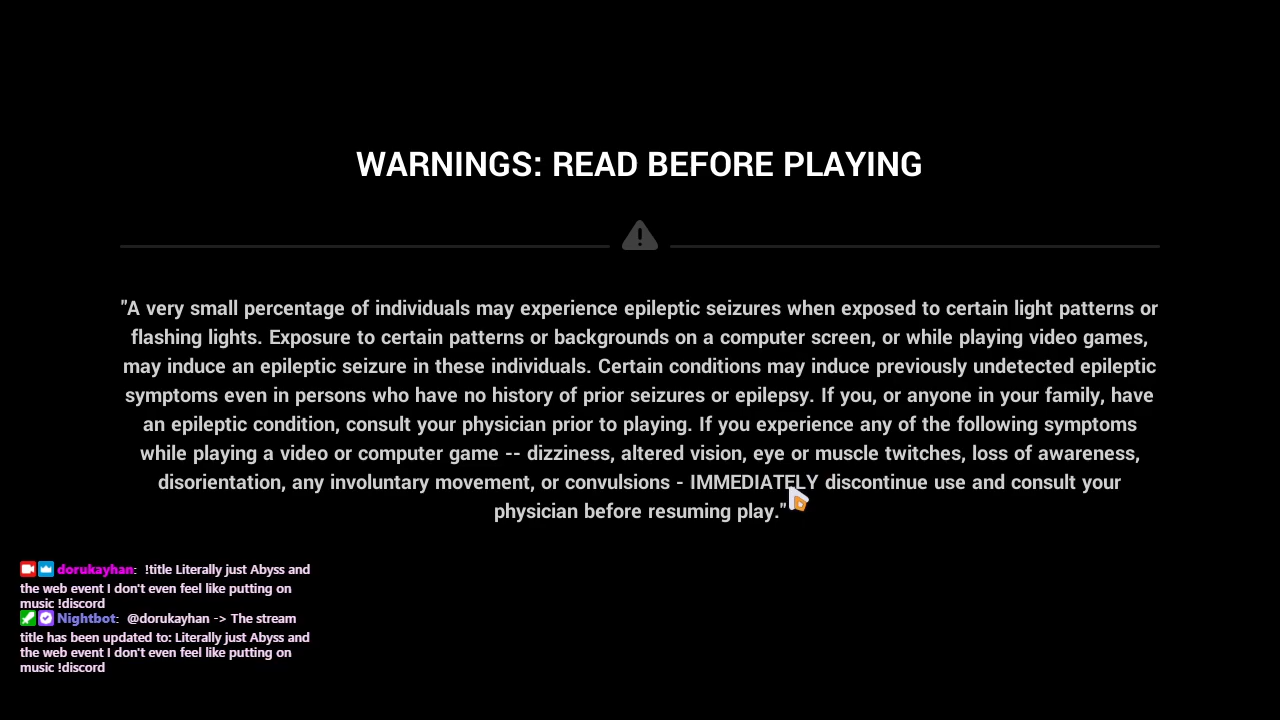 WARNINGS: READ BEFORE PLAYING
"A very small percentage of individuals may experience epileptic seizures when exposed to certain light patterns or
flashing lights. Exposure to certain patterns or backgrounds on a computer screen, or while playing video games,
may induce an epileptic seizure in these individuals. Certain conditions may induce previously undetected epileptic
symptoms even in persons who have no history of prior seizures or epilepsy. If you, or anyone in your family, have
an epileptic condition, consult your physician prior to playing. If you experience any of the following symptoms
while playing a video or computer game -- dizziness, altered vision, eye or muscle twitches, loss of awareness,
disorientation, any involuntary movement, or convulsions - IMMEDIATELY discontinue use and consult your
physician before resuming play."
dorukayhan: !title Literally just Abyss and
the web event I don't even feel like putting on
music !discord
Nightbot: @dorukayhan -> The stream
title has been updated to: Literally just Abyss and
the web event I don't even feel like putting on
music !discord